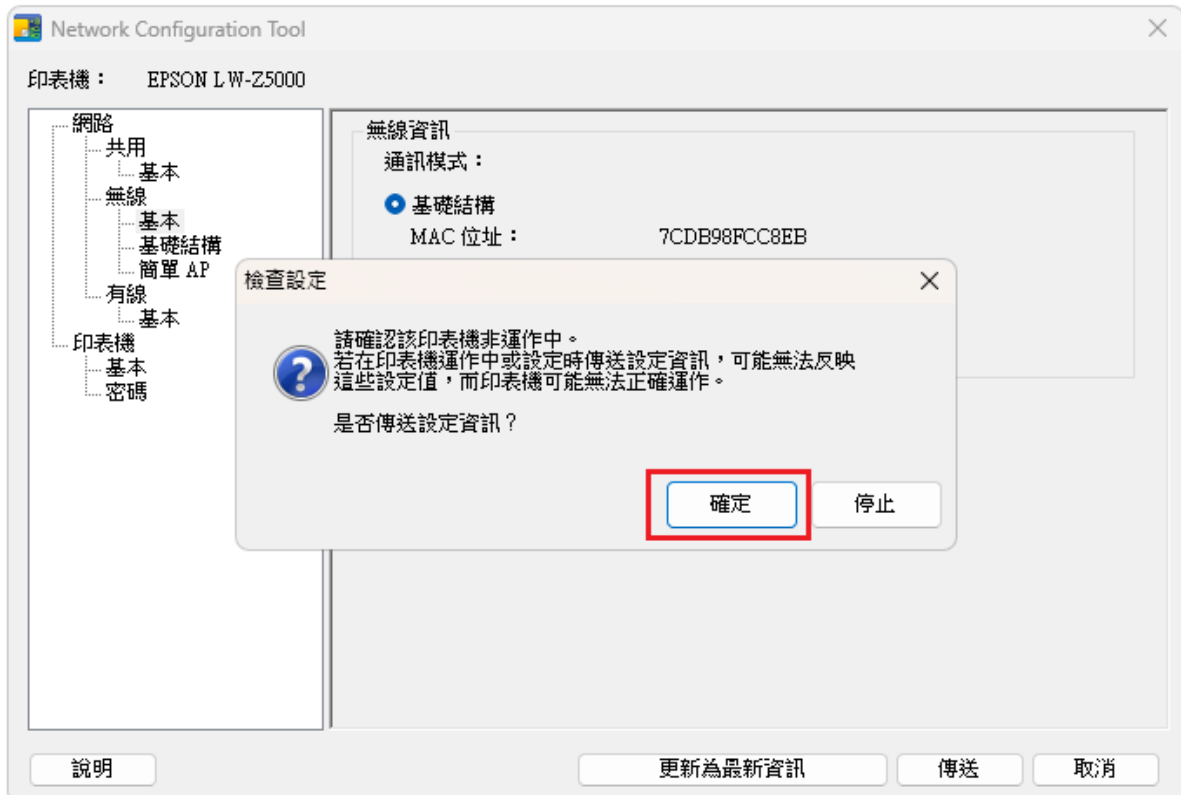 Network Configuration Tool
印表機： EPSON LW-Z5000
網路
共用
基本
無線
基本
基礎結構
簡單 AP
有線
基本
印表機
基本
密碼
無線資訊
通訊模式：
基礎結構
MAC 位址： 7CDB98FCC8EB
檢查設定
請確認該印表機非運作中。
若在印表機運作中或設定時傳送設定資訊，可能無法反映
這些設定值，而印表機可能無法正確運作。
是否傳送設定資訊？
確定 停止
說明 更新為最新資訊 傳送 取消